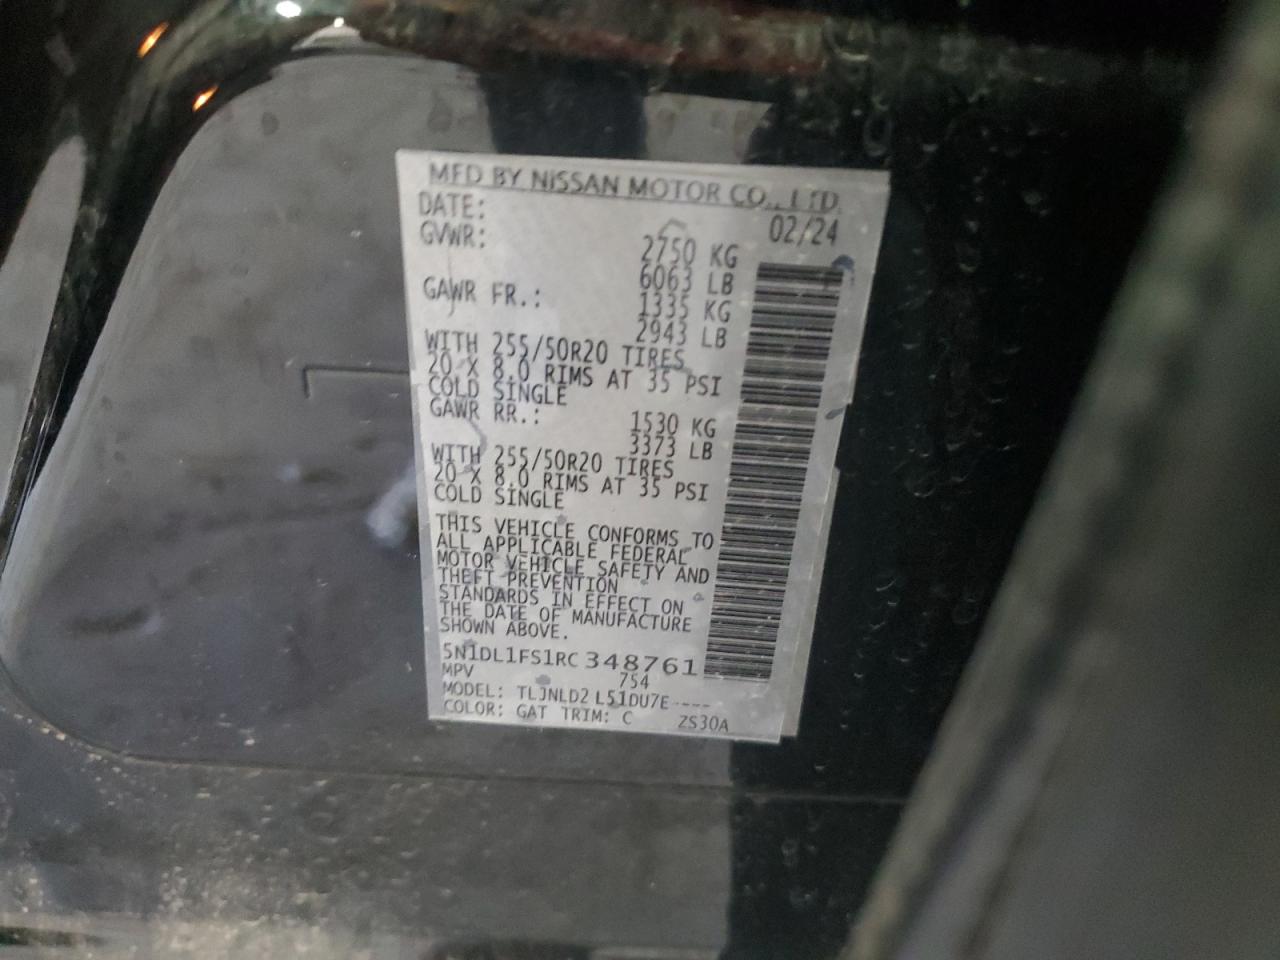 MFD BY NISSAN MOTOR CO., LTD.
DATE: 02/24
GVWR: 2750 KG
6063 LB
GAWR FR.: 1335 KG
2943 LB
WITH 255/50R20 TIRES
20 X 8.0 RIMS AT 35 PSI
COLD SINGLE
GAWR RR.: 1530 KG
3373 LB
WITH 255/50R20 TIRES
20 X 8.0 RIMS AT 35 PSI
COLD SINGLE
THIS VEHICLE CONFORMS TO
ALL APPLICABLE FEDERAL
MOTOR VEHICLE SAFETY AND
THEFT PREVENTION
STANDARDS IN EFFECT ON
THE DATE OF MANUFACTURE
SHOWN ABOVE.
5N1DL1FS1RC348761
MPV 754
MODEL: TLJNLD2 L51DU7E----
COLOR: GAT TRIM: C ZS30A